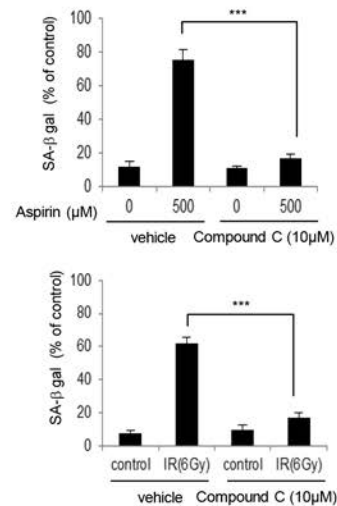 ***
100
80
60
40
20
0
SA-β gal (% of control)
Aspirin (μM) 0 500 0 500
vehicle Compound C (10μM)
***
100
80
60
40
20
0
SA-β gal (% of control)
control IR(6Gy) control IR(6Gy)
vehicle Compound C (10μM)